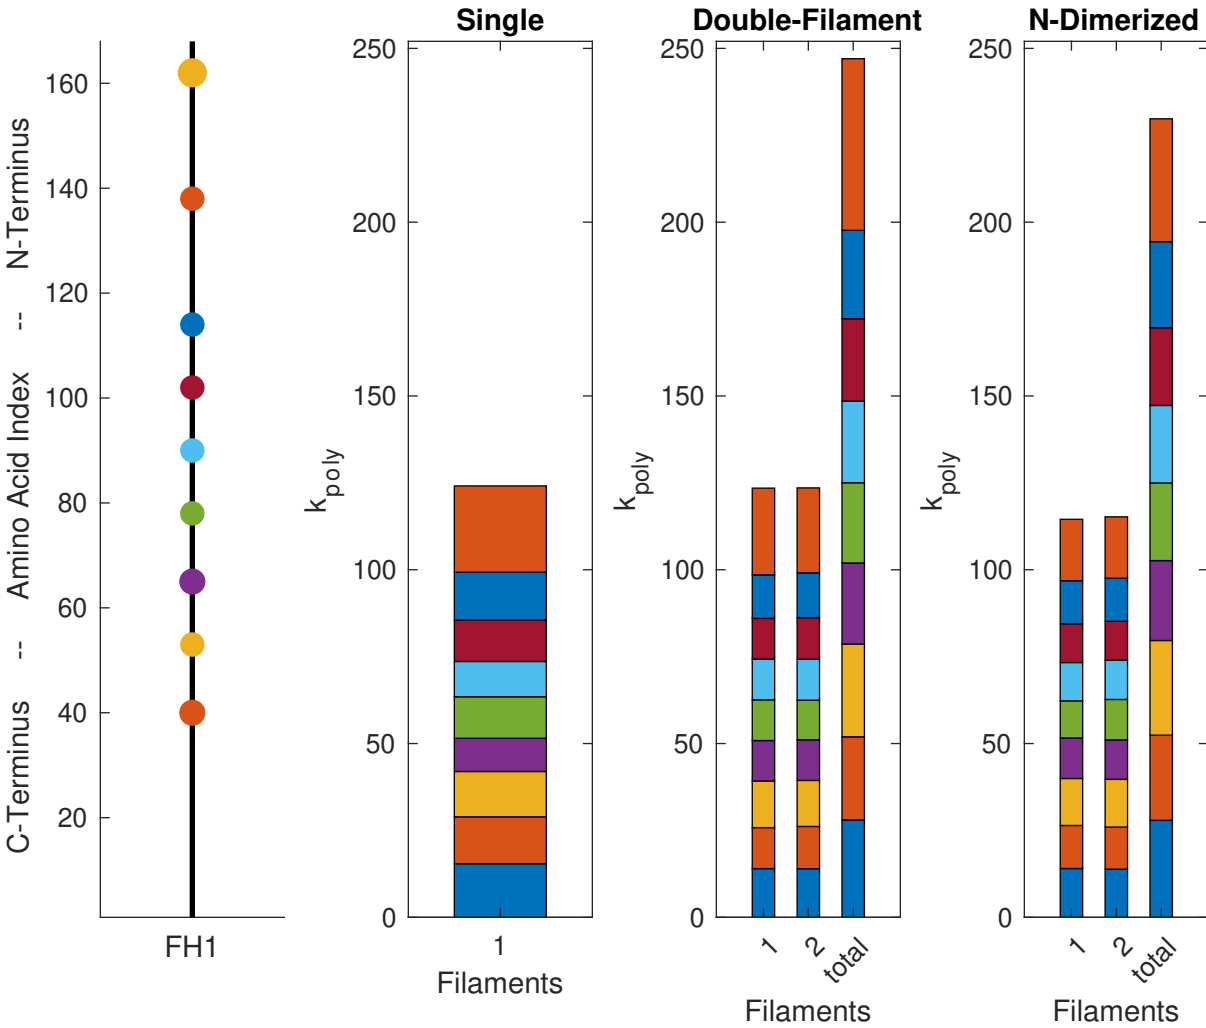 Single
Double-Filament
N-Dimerized
C-Terminus -- Amino Acid Index -- N-Terminus
160
140
120
100
80
60
40
20
FH1
k_poly
250
200
150
100
50
0
1
Filaments
k_poly
250
200
150
100
50
0
1
2
total
Filaments
k_poly
250
200
150
100
50
0
1
2
total
Filaments